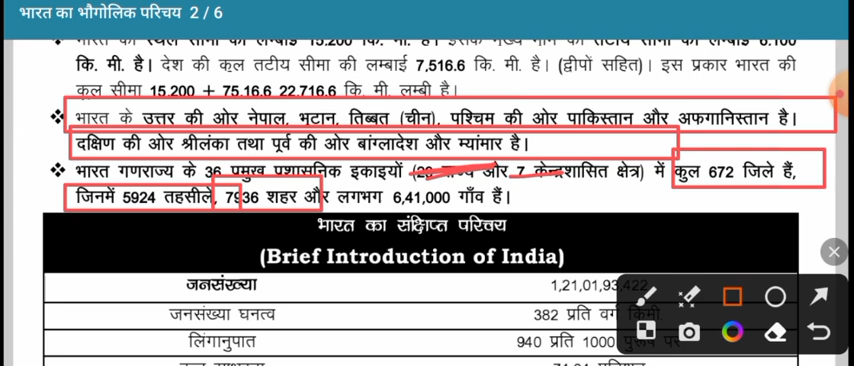 भारत का भौगोलिक परिचय 2 / 6
कि. मी. है। देश की कुल तटीय सीमा की लम्बाई 7,516.6 कि. मी. है। (द्वीपों सहित)। इस प्रकार भारत की
कुल सीमा 15,200 + 75,16.6 22,716.6 कि. मी. लम्बी है।
❖ भारत के उत्तर की ओर नेपाल, भूटान, तिब्बत (चीन), पश्चिम की ओर पाकिस्तान और अफगानिस्तान है।
दक्षिण की ओर श्रीलंका तथा पूर्व की ओर बांग्लादेश और म्यांमार है।
❖ भारत गणराज्य के 36 प्रमुख प्रशासनिक इकाइयों (28 राज्य और 7 केन्द्रशासित क्षेत्र) में कुल 672 जिले हैं,
जिनमें 5924 तहसीलें, 7936 शहर और लगभग 6,41,000 गाँव हैं।
भारत का संक्षिप्त परिचय
(Brief Introduction of India)
जनसंख्या 1,21,01,93,422
जनसंख्या घनत्व 382 प्रति वर्ग किमी.
लिंगानुपात 940 प्रति 1000 पुरूष पर